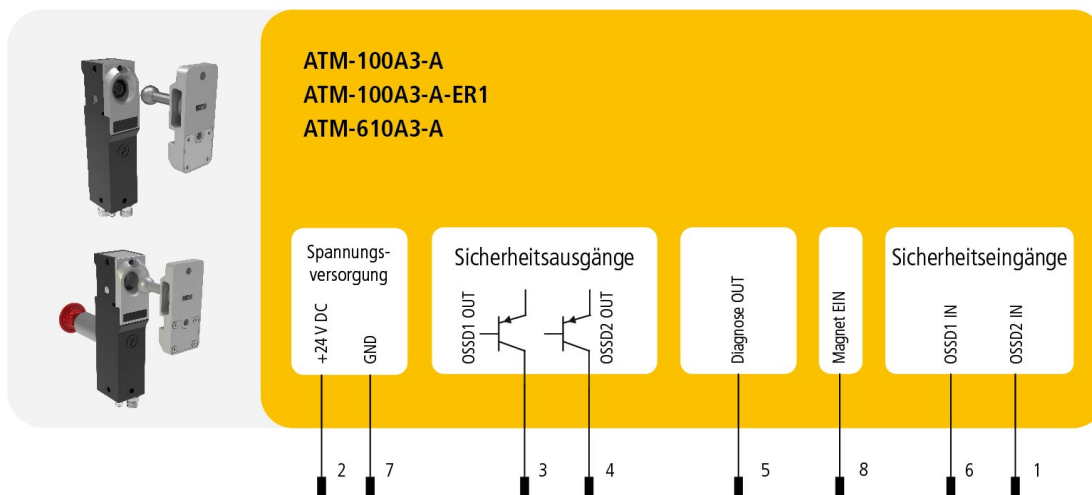 ATM-100A3-A
ATM-100A3-A-ER1
ATM-610A3-A
Spannungs-
versorgung
Sicherheitsausgänge
Sicherheitseingänge
+24 V DC
GND
OSSD1 OUT
OSSD2 OUT
Diagnose OUT
Magnet EIN
OSSD1 IN
OSSD2 IN
2 7 3 4 5 8 6 1